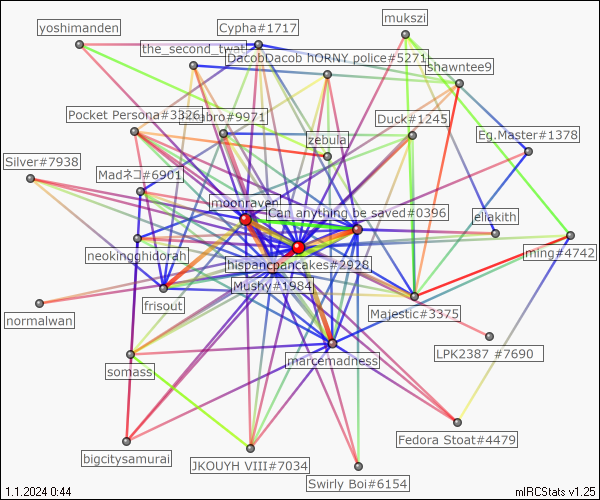 yoshimanden
Cypha#1717
mukszi
the_second_twat
DacobDacob hORNY police#5271
shawntee9
Pocket Persona#3326
#9971
Duck#1245
Eg.Master#1378
zebula
Silver#7938
Madネコ#6901
moonraven
Can anything be saved#0396
eliakith
neokingghidorah
ming#4742
hispancpancakes#2928
Mushy#1984
frisout
normalwan
Majestic#3375
LPK2387 #7690
marcemadness
somass
Fedora Stoat#4479
bigcitysamurai
JKOUYH VIII#7034
Swirly Boi#6154
1.1.2024 0:44
mIRCStats v1.25